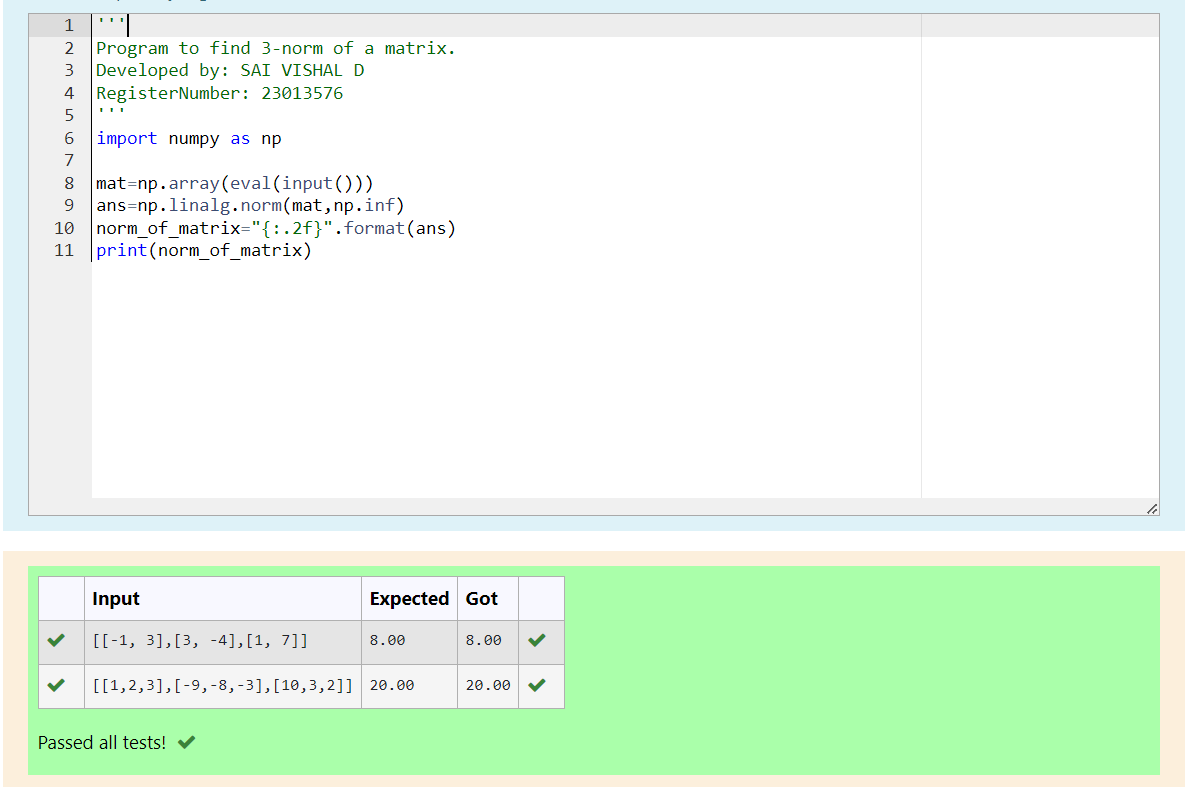 1 '''
2 Program to find 3-norm of a matrix.
3 Developed by: SAI VISHAL D
4 RegisterNumber: 23013576
5 '''
6 import numpy as np
7
8 mat=np.array(eval(input()))
9 ans=np.linalg.norm(mat,np.inf)
10 norm_of_matrix="{:.2f}".format(ans)
11 print(norm_of_matrix)
Input Expected Got
[[-1, 3],[3, -4],[1, 7]] 8.00 8.00
[[1,2,3],[-9,-8,-3],[10,3,2]] 20.00 20.00
Passed all tests!